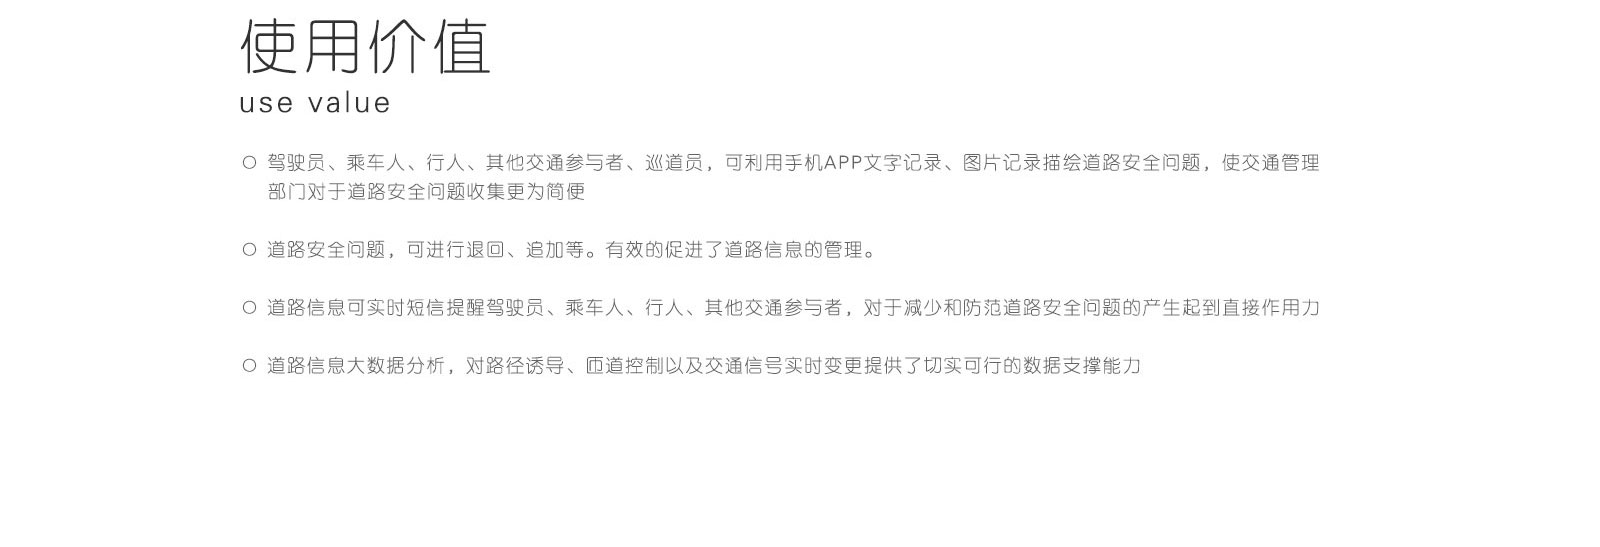 使用价值
use value
○ 驾驶员、乘车人、行人、其他交通参与者、巡道员，可利用手机APP文字记录、图片记录描绘道路安全问题，使交通管理
部门对于道路安全问题收集更为简便
○ 道路安全问题，可进行退回、追加等。有效的促进了道路信息的管理。
○ 道路信息可实时短信提醒驾驶员、乘车人、行人、其他交通参与者，对于减少和防范道路安全问题的产生起到直接作用力
○ 道路信息大数据分析，对路径诱导、匝道控制以及交通信号实时变更提供了切实可行的数据支撑能力